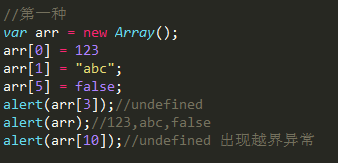 //第一种
var arr = new Array();
arr[0] = 123
arr[1] = "abc";
arr[5] = false;
alert(arr[3]);//undefined
alert(arr);//123,abc,false
alert(arr[10]);//undefined 出现越界异常